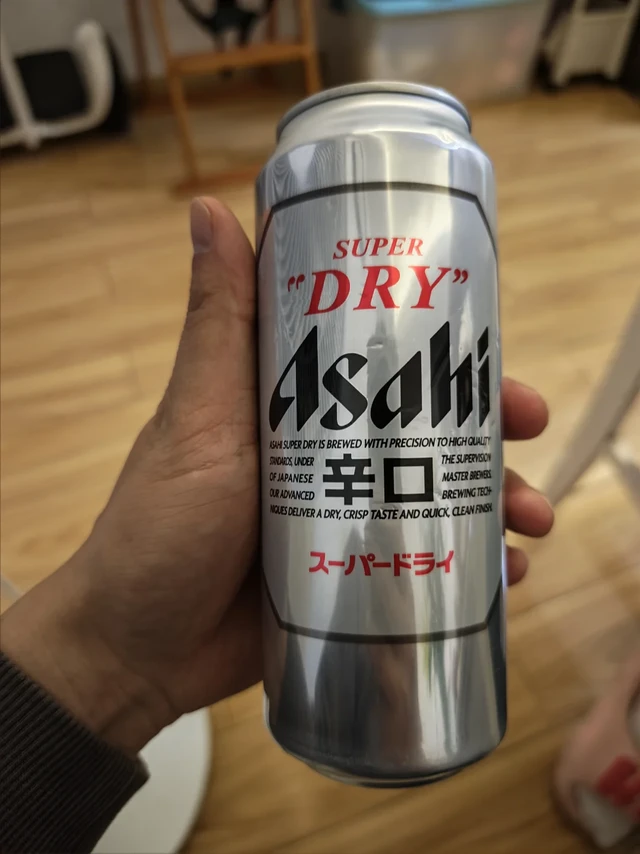 SUPER
"DRY"
Asahi
ASAHI SUPER DRY IS BREWED WITH PRECISION TO HIGH QUALITY
STANDARDS, UNDER THE SUPERVISION
OF JAPANESE MASTER BREWERS.
OUR ADVANCED BREWING TECH-
辛口
NIQUES DELIVER A DRY, CRISP TASTE AND QUICK, CLEAN FINISH.
スーパードライ